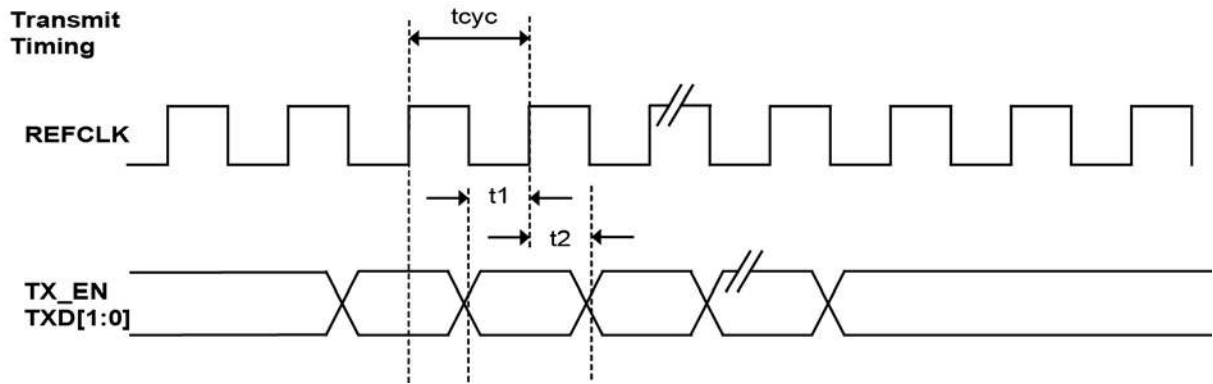 Transmit
Timing
tcyc
REFCLK
t1
t2
TX_EN
TXD[1:0]